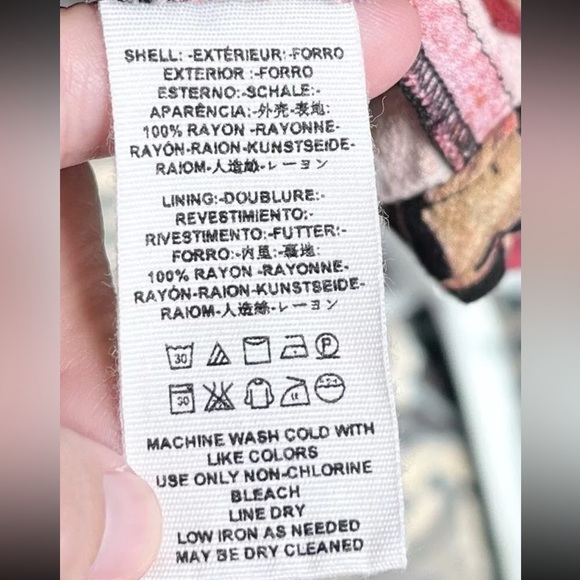 SHELL: -EXTÉRIEUR:-FORRO
EXTERIOR :-FORRO
ESTERNO:-SCHALE:-
APARÊNCIA:-外壳-表地:
100% RAYON -RAYONNE-
RAYÓN-RAION-KUNSTSEIDE-
RAIOM-人造絲-レーヨン
LINING:-DOUBLURE:-
REVESTIMIENTO:-
RIVESTIMENTO:-FUTTER:-
FORRO:-内里:-裏地:
100% RAYON -RAYONNE-
RAYÓN-RAION-KUNSTSEIDE-
RAIOM-人造絲-レーヨン
30 P
30
MACHINE WASH COLD WITH
LIKE COLORS
USE ONLY NON-CHLORINE
BLEACH
LINE DRY
LOW IRON AS NEEDED
MAY BE DRY CLEANED